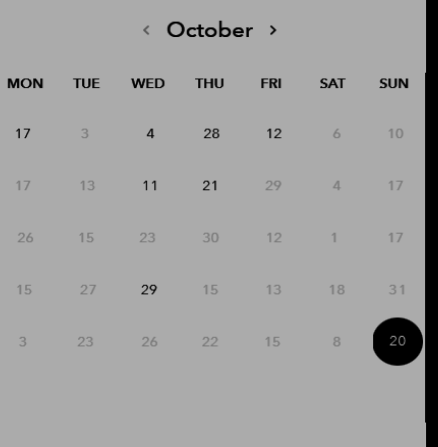 ‹ October ›
MON TUE WED THU FRI SAT SUN
17 3 4 28 12 6 10
17 13 11 21 29 4 17
26 15 23 30 12 1 17
15 27 29 15 13 18 31
3 23 26 22 15 8 20